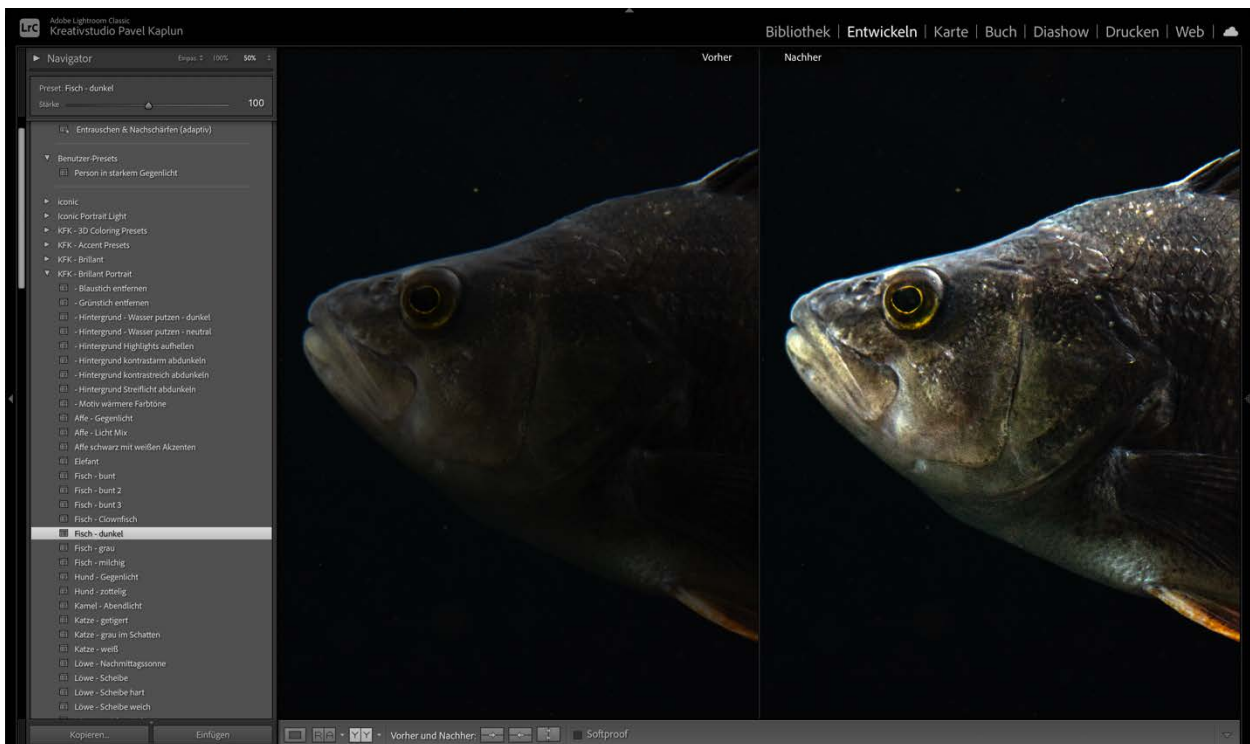 LrC
Adobe Lightroom Classic
Kreativstudio Pavel Kaplun
Bibliothek | Entwickeln | Karte | Buch | Diashow | Drucken | Web |
Navigator
Einpas. 100% 50%
Preset: Fisch - dunkel
Stärke 100
Entrauschen & Nachschärfen (adaptiv)
Benutzer-Presets
Person in starkem Gegenlicht
iconic
Iconic Portrait Light
KFK - 3D Coloring Presets
KFK - Accent Presets
KFK - Brillant
KFK - Brillant Portrait
- Blaustich entfernen
- Grünstich entfernen
- Hintergrund - Wasser putzen - dunkel
- Hintergrund - Wasser putzen - neutral
- Hintergrund Highlights aufhellen
- Hintergrund kontrastarm abdunkeln
- Hintergrund kontrastreich abdunkeln
- Hintergrund Streiflicht abdunkeln
- Motiv wärmere Farbtöne
Affe - Gegenlicht
Affe - Licht Mix
Affe schwarz mit weißen Akzenten
Elefant
Fisch - bunt
Fisch - bunt 2
Fisch - bunt 3
Fisch - Clownfisch
Fisch - dunkel
Fisch - grau
Fisch - milchig
Hund - Gegenlicht
Hund - zottelig
Kamel - Abendlicht
Katze - getigert
Katze - grau im Schatten
Katze - weiß
Löwe - Nachmittagssonne
Löwe - Scheibe
Löwe - Scheibe hart
Löwe - Scheibe weich
Kopieren... Einfügen
Vorher
Nachher
RA YY Vorher und Nachher: Softproof